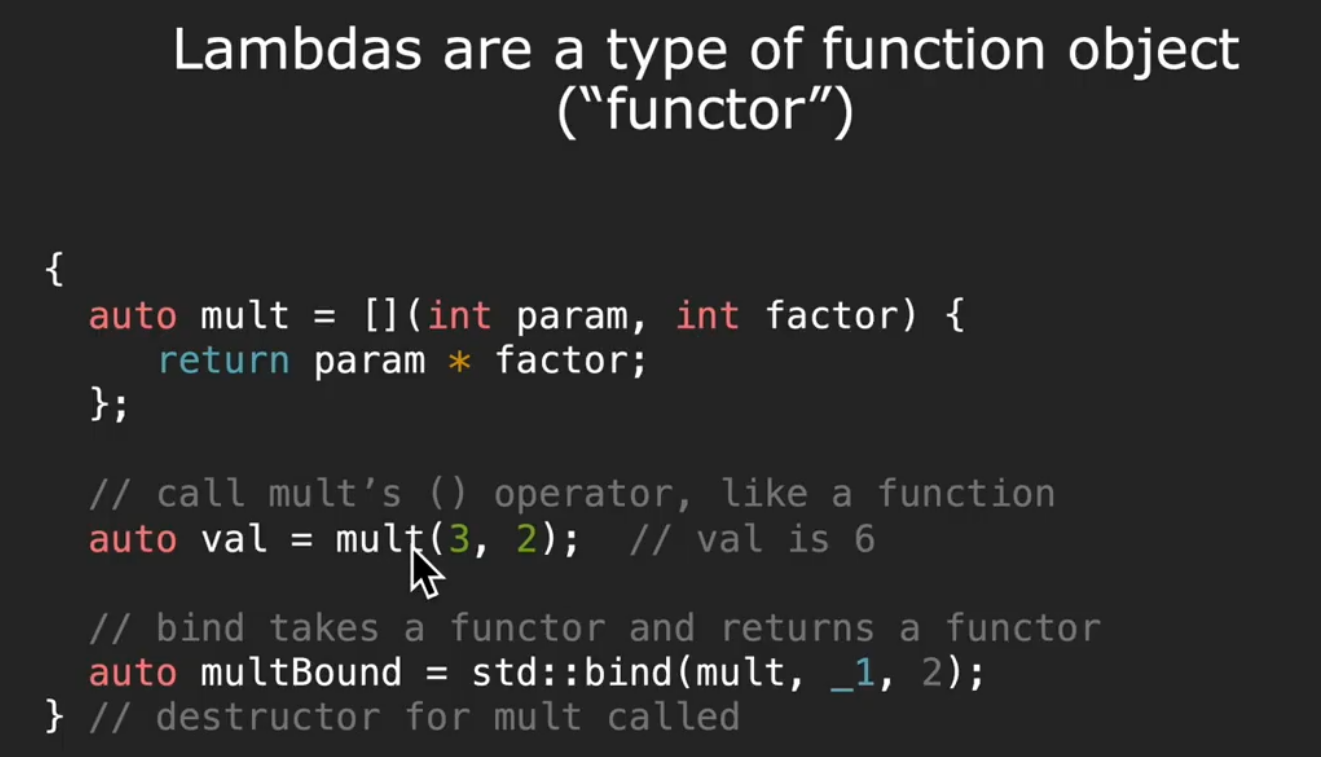 Lambdas are a type of function object
(“functor”)
{
auto mult = [](int param, int factor) {
return param * factor;
};
// call mult’s () operator, like a function
auto val = mult(3, 2); // val is 6
// bind takes a functor and returns a functor
auto multBound = std::bind(mult, _1, 2);
} // destructor for mult called